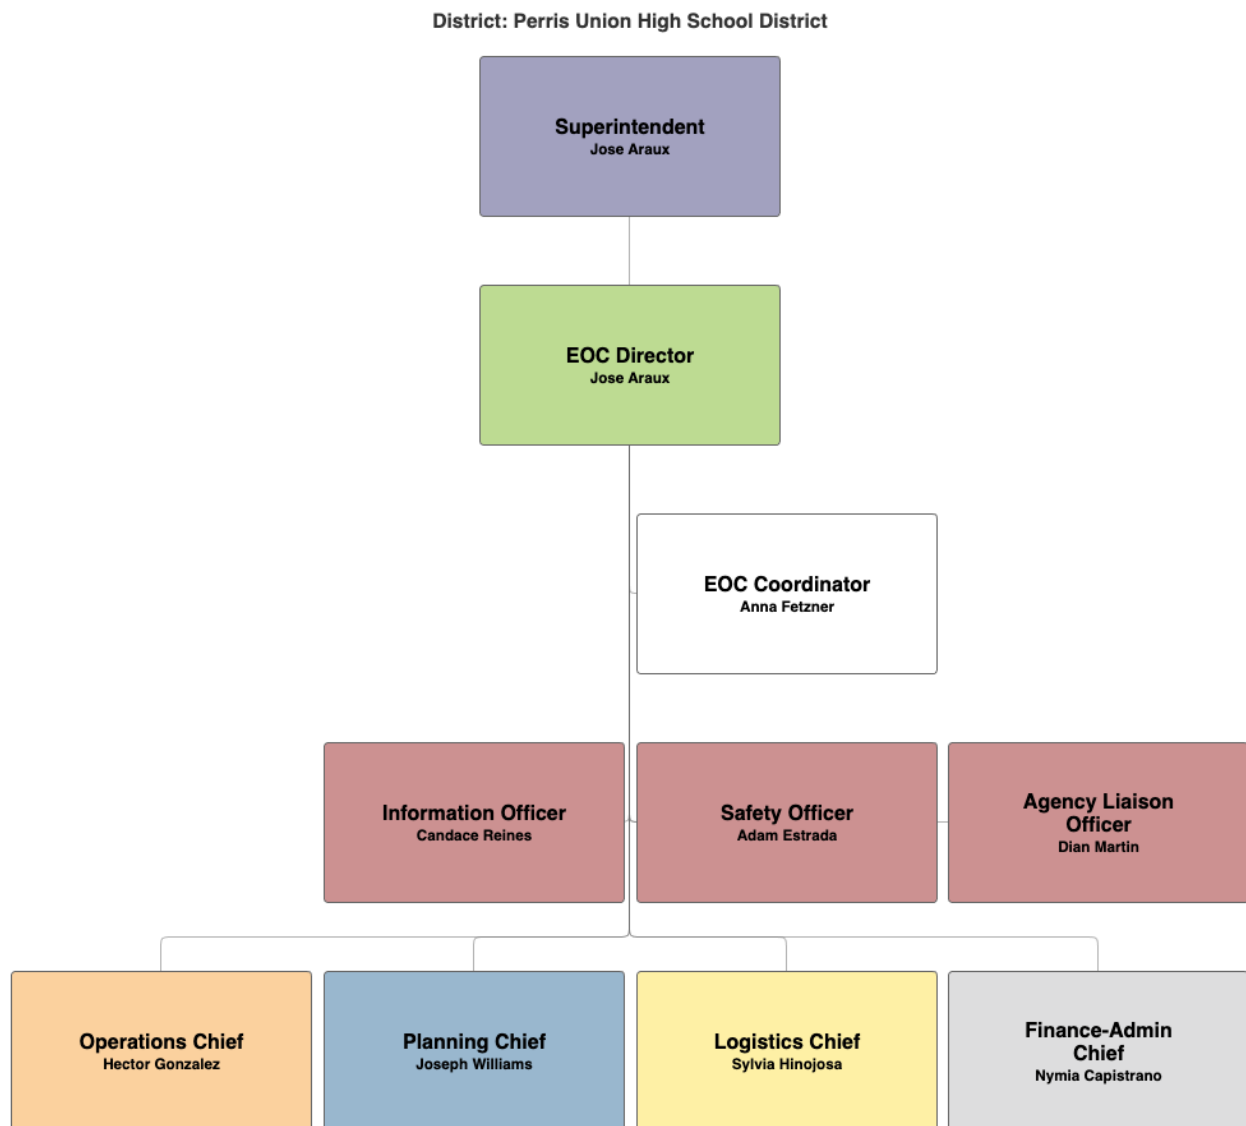 District: Perris Union High School District
Superintendent
Jose Araux
EOC Director
Jose Araux
EOC Coordinator
Anna Fetzner
Information Officer
Candace Reines
Safety Officer
Adam Estrada
Agency Liaison
Officer
Dian Martin
Operations Chief
Hector Gonzalez
Planning Chief
Joseph Williams
Logistics Chief
Sylvia Hinojosa
Finance-Admin
Chief
Nymia Capistrano